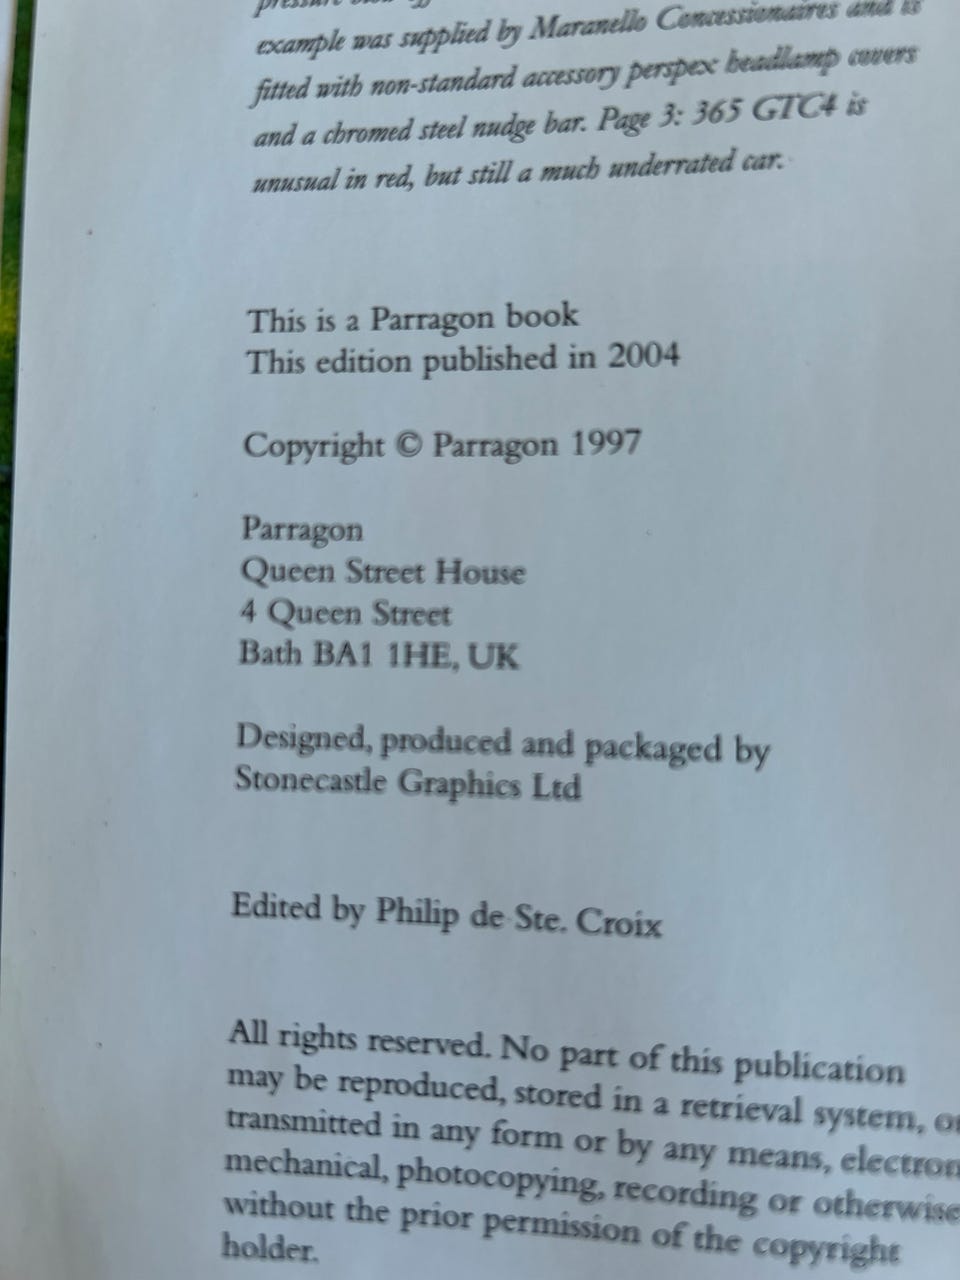 pressure
example was supplied by Maranello Concessionaires and is
fitted with non-standard accessory perspex headlamp covers
and a chromed steel nudge bar. Page 3: 365 GTC4 is
unusual in red, but still a much underrated car.
This is a Parragon book
This edition published in 2004
Copyright © Parragon 1997
Parragon
Queen Street House
4 Queen Street
Bath BA1 1HE, UK
Designed, produced and packaged by
Stonecastle Graphics Ltd
Edited by Philip de Ste. Croix
All rights reserved. No part of this publication
may be reproduced, stored in a retrieval system, or
transmitted in any form or by any means, electron
mechanical, photocopying, recording or otherwise
without the prior permission of the copyright
holder.